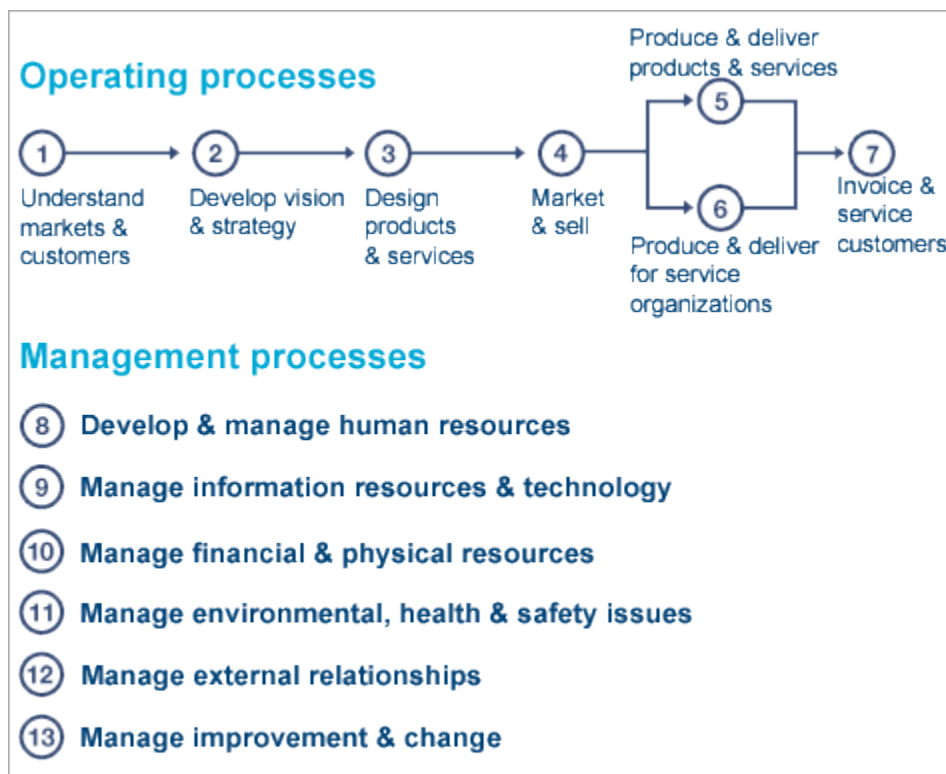 Operating processes
1
Understand
markets &
customers
2
Develop vision
& strategy
3
Design
products
& services
4
Market
& sell
Produce & deliver
products & services
5
6
Produce & deliver
for service
organizations
7
Invoice &
service
customers
Management processes
8 Develop & manage human resources
9 Manage information resources & technology
10 Manage financial & physical resources
11 Manage environmental, health & safety issues
12 Manage external relationships
13 Manage improvement & change